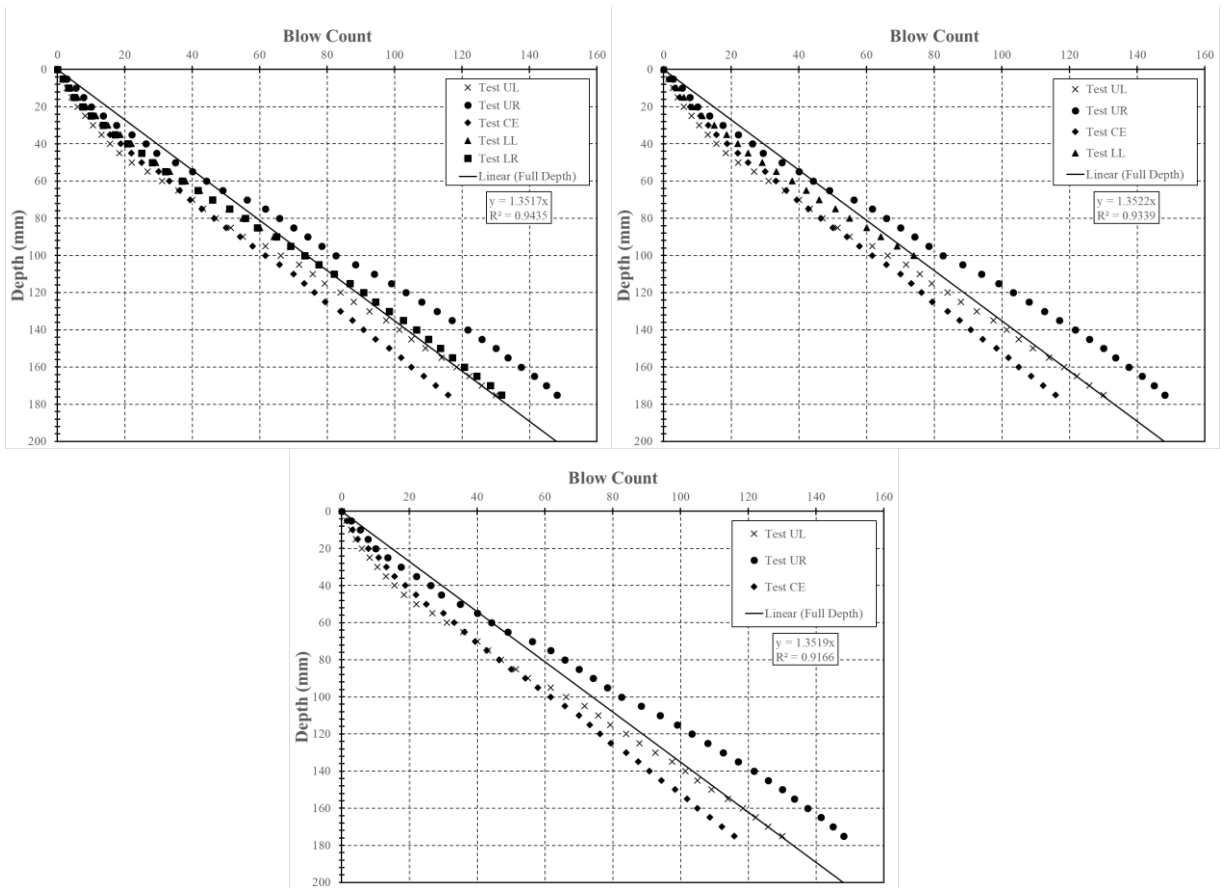 Blow Count
0 20 40 60 80 100 120 140 160
0
20
40
60
80
100
120
140
160
180
200
Depth (mm)
Test UL
Test UR
Test CE
Test LL
Test LR
Linear (Full Depth)
y = 1.3517x
R² = 0.9435
Blow Count
0 20 40 60 80 100 120 140 160
0
20
40
60
80
100
120
140
160
180
200
Depth (mm)
Test UL
Test UR
Test CE
Test LL
Linear (Full Depth)
y = 1.3522x
R² = 0.9339
Blow Count
0 20 40 60 80 100 120 140 160
0
20
40
60
80
100
120
140
160
180
200
Depth (mm)
Test UL
Test UR
Test CE
Linear (Full Depth)
y = 1.3519x
R² = 0.9166